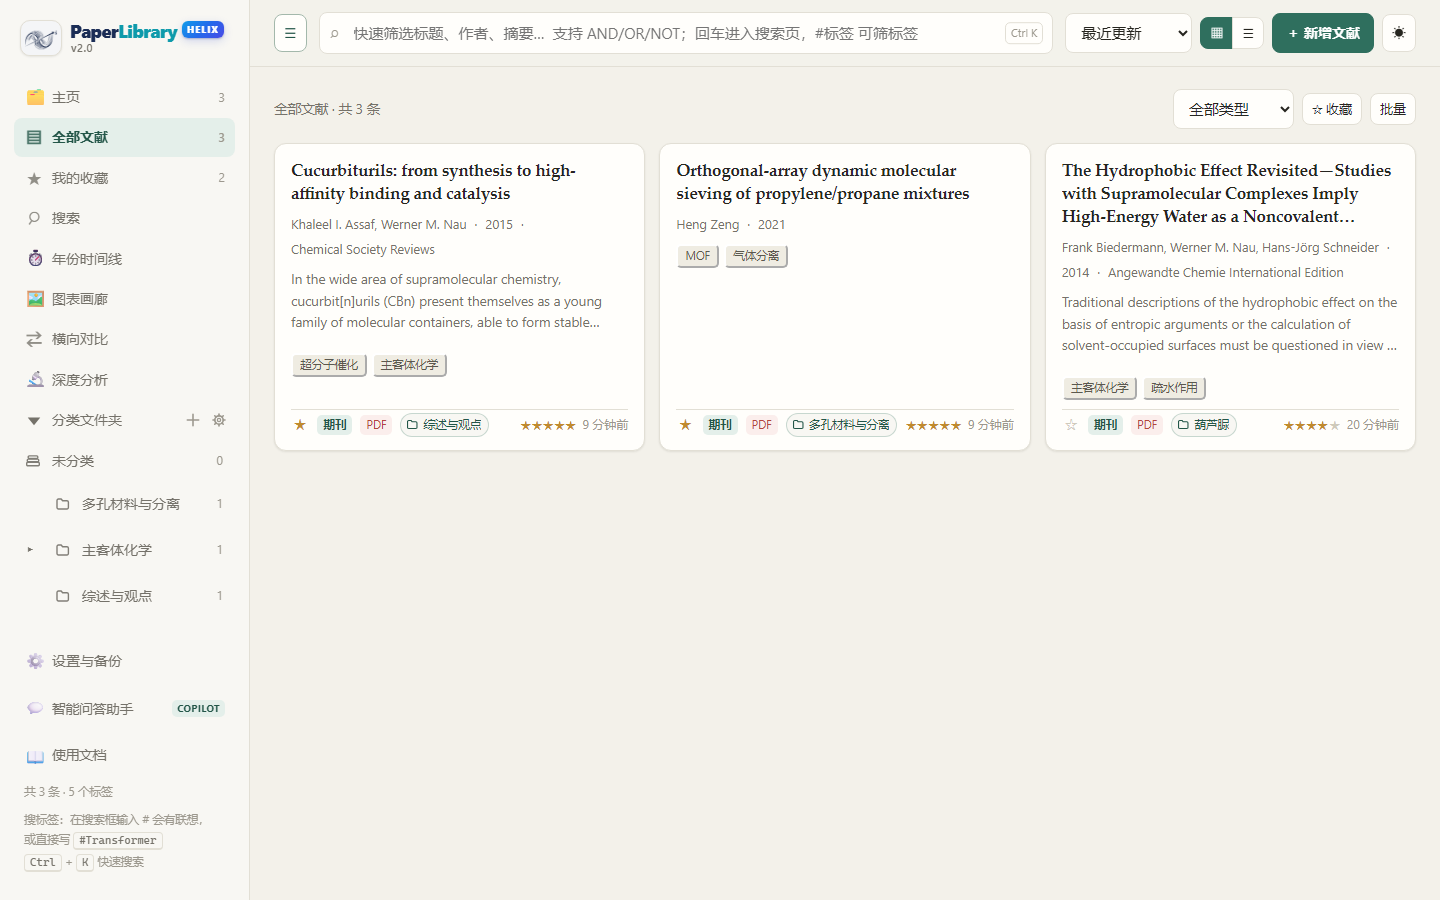 PaperLibrary HELIX
v2.0
主页 3
全部文献 3
我的收藏 2
搜索
年份时间线
图表画廊
横向对比
深度分析
分类文件夹
未分类 0
多孔材料与分离 1
主客体化学 1
综述与观点 1
设置与备份
智能问答助手 COPILOT
使用文档
共 3 条 · 5 个标签
搜标签：在搜索框输入 # 会有联想，
或直接写 #Transformer
Ctrl + K 快速搜索
快速筛选标题、作者、摘要... 支持 AND/OR/NOT；回车进入搜索页，#标签 可筛标签 Ctrl K
最近更新
+ 新增文献
全部文献 · 共 3 条
全部类型
☆ 收藏
批量
Cucurbiturils: from synthesis to high-
affinity binding and catalysis
Khaleel I. Assaf, Werner M. Nau · 2015 ·
Chemical Society Reviews
In the wide area of supramolecular chemistry,
cucurbit[n]urils (CBn) present themselves as a young
family of molecular containers, able to form stable...
超分子催化 主客体化学
★ 期刊 PDF 综述与观点 ★★★★★ 9 分钟前
Orthogonal-array dynamic molecular
sieving of propylene/propane mixtures
Heng Zeng · 2021
MOF 气体分离
★ 期刊 PDF 多孔材料与分离 ★★★★★ 9 分钟前
The Hydrophobic Effect Revisited—Studies
with Supramolecular Complexes Imply
High-Energy Water as a Noncovalent...
Frank Biedermann, Werner M. Nau, Hans-Jörg Schneider ·
2014 · Angewandte Chemie International Edition
Traditional descriptions of the hydrophobic effect on the
basis of entropic arguments or the calculation of
solvent-occupied surfaces must be questioned in view ...
主客体化学 疏水作用
☆ 期刊 PDF 葫芦脲 ★★★★★ 20 分钟前